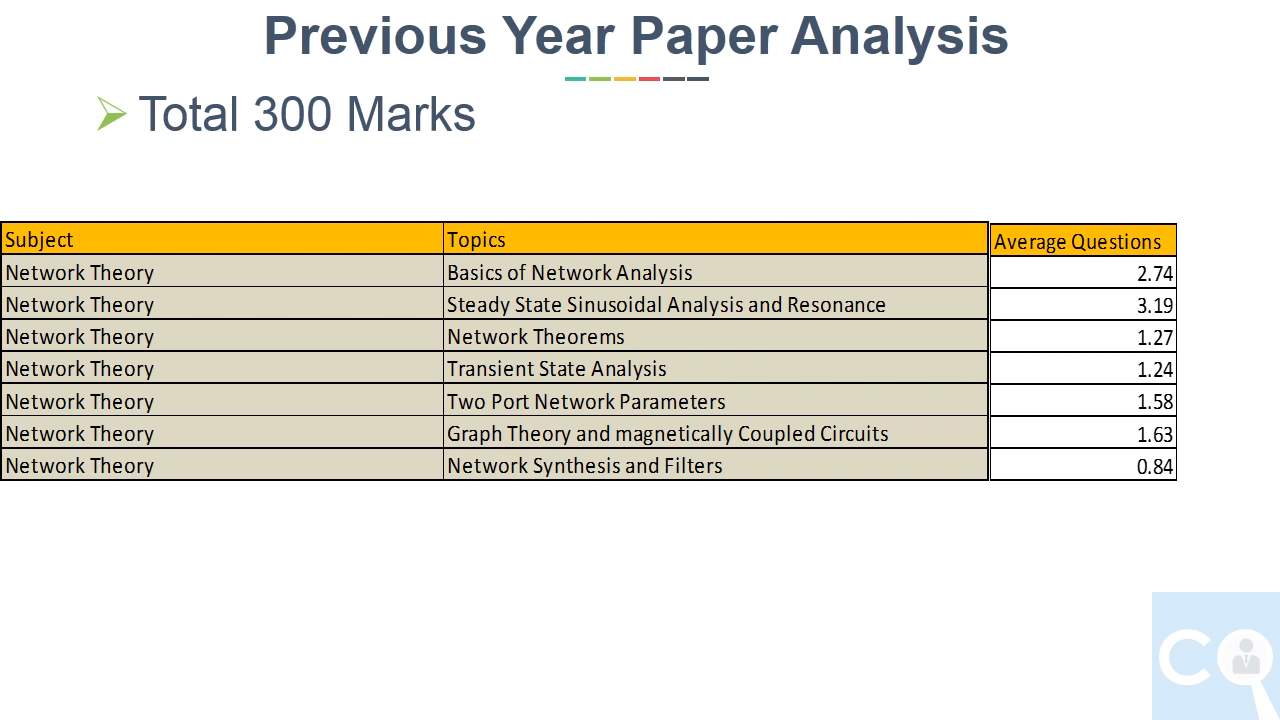 Previous Year Paper Analysis
Total 300 Marks
Subject Topics Average Questions
Network Theory Basics of Network Analysis 2.74
Network Theory Steady State Sinusoidal Analysis and Resonance 3.19
Network Theory Network Theorems 1.27
Network Theory Transient State Analysis 1.24
Network Theory Two Port Network Parameters 1.58
Network Theory Graph Theory and magnetically Coupled Circuits 1.63
Network Theory Network Synthesis and Filters 0.84